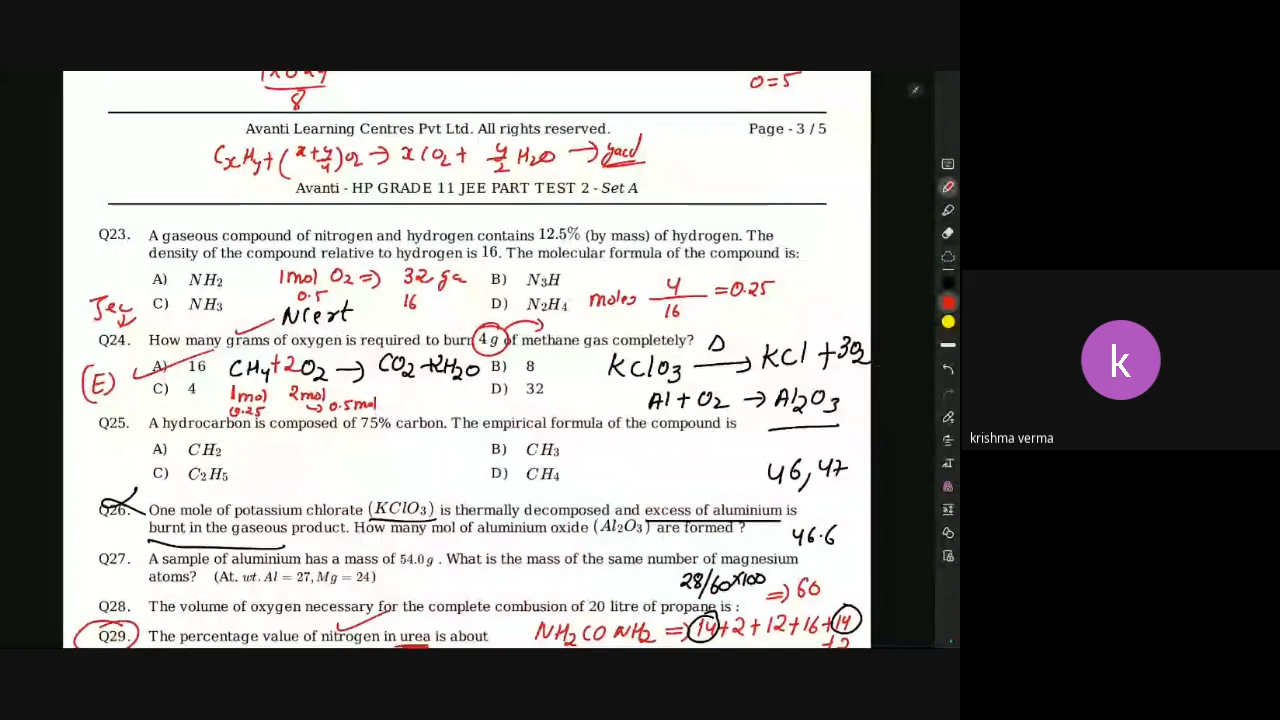 8
O=5
Avanti Learning Centres Pvt Ltd. All rights reserved. Page - 3 / 5
CxHy+(x+y/4)O2→ xCO2+ y/2 H2O →
Avanti - HP GRADE 11 JEE PART TEST 2 - Set A
Q23. A gaseous compound of nitrogen and hydrogen contains 12.5% (by mass) of hydrogen. The
density of the compound relative to hydrogen is 16. The molecular formula of the compound is:
A) NH2 1mol O2 ⇒ 32 B) N3H
0.5 16 moles 4/16 =0.25
C) NH3 D) N2H4
Jee Ncert
Q24. How many grams of oxygen is required to burn 4 g of methane gas completely?
A) 16 CH4+2O2 → CO2+2H2O B) 8 KClO3 Δ→ KCl +3O2
(E)
C) 4 1mol 2mol D) 32 Al+O2 → Al2O3
0.25 →0.5mol
Q25. A hydrocarbon is composed of 75% carbon. The empirical formula of the compound is
A) CH2 B) CH3
C) C2H5 D) CH4 46,47
Q26. One mole of potassium chlorate (KClO3) is thermally decomposed and excess of aluminium is
burnt in the gaseous product. How many mol of aluminium oxide (Al2O3) are formed ?
46.6
Q27. A sample of aluminium has a mass of 54.0 g . What is the mass of the same number of magnesium
atoms? (At. wt. Al = 27, Mg = 24)
28/60×100 ⇒ 60
Q28. The volume of oxygen necessary for the complete combusion of 20 litre of propane is :
Q29. The percentage value of nitrogen in urea is about NH2CONH2 ⇒ 14+2+12+16+14
+2
k
krishma verma